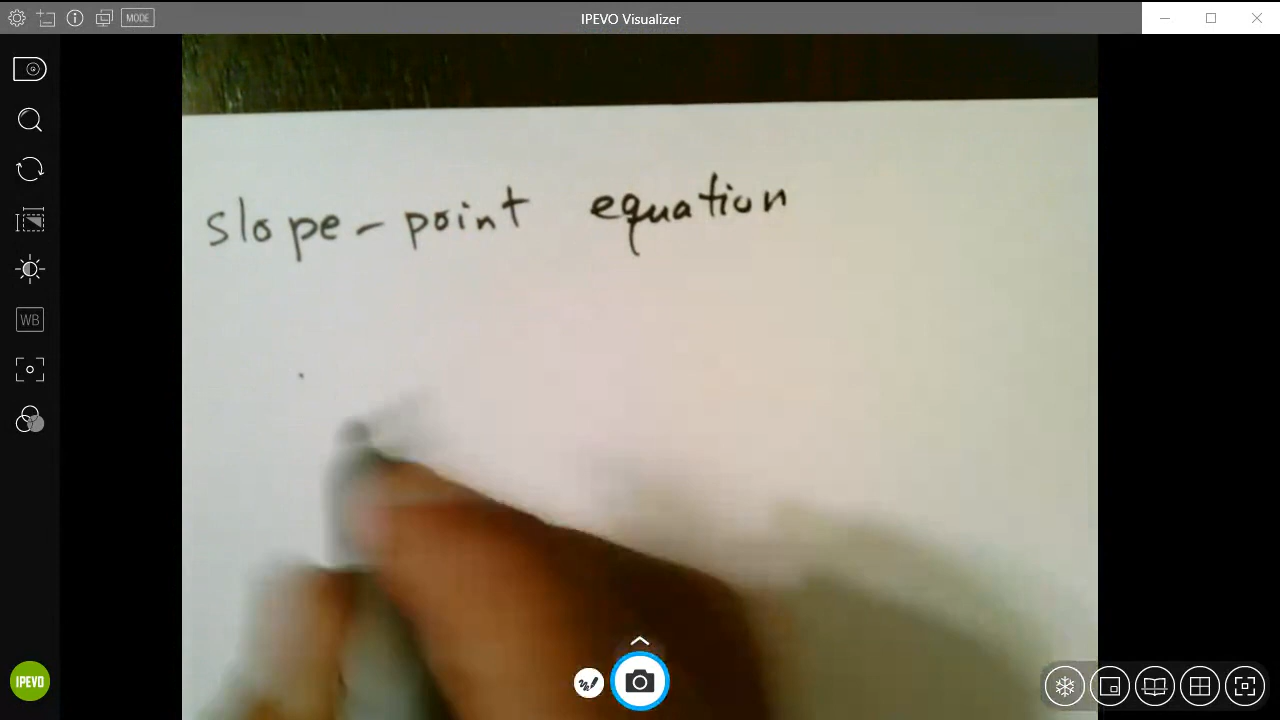 MODE
IPEVO Visualizer
WB
slope - point equation
IPEVO